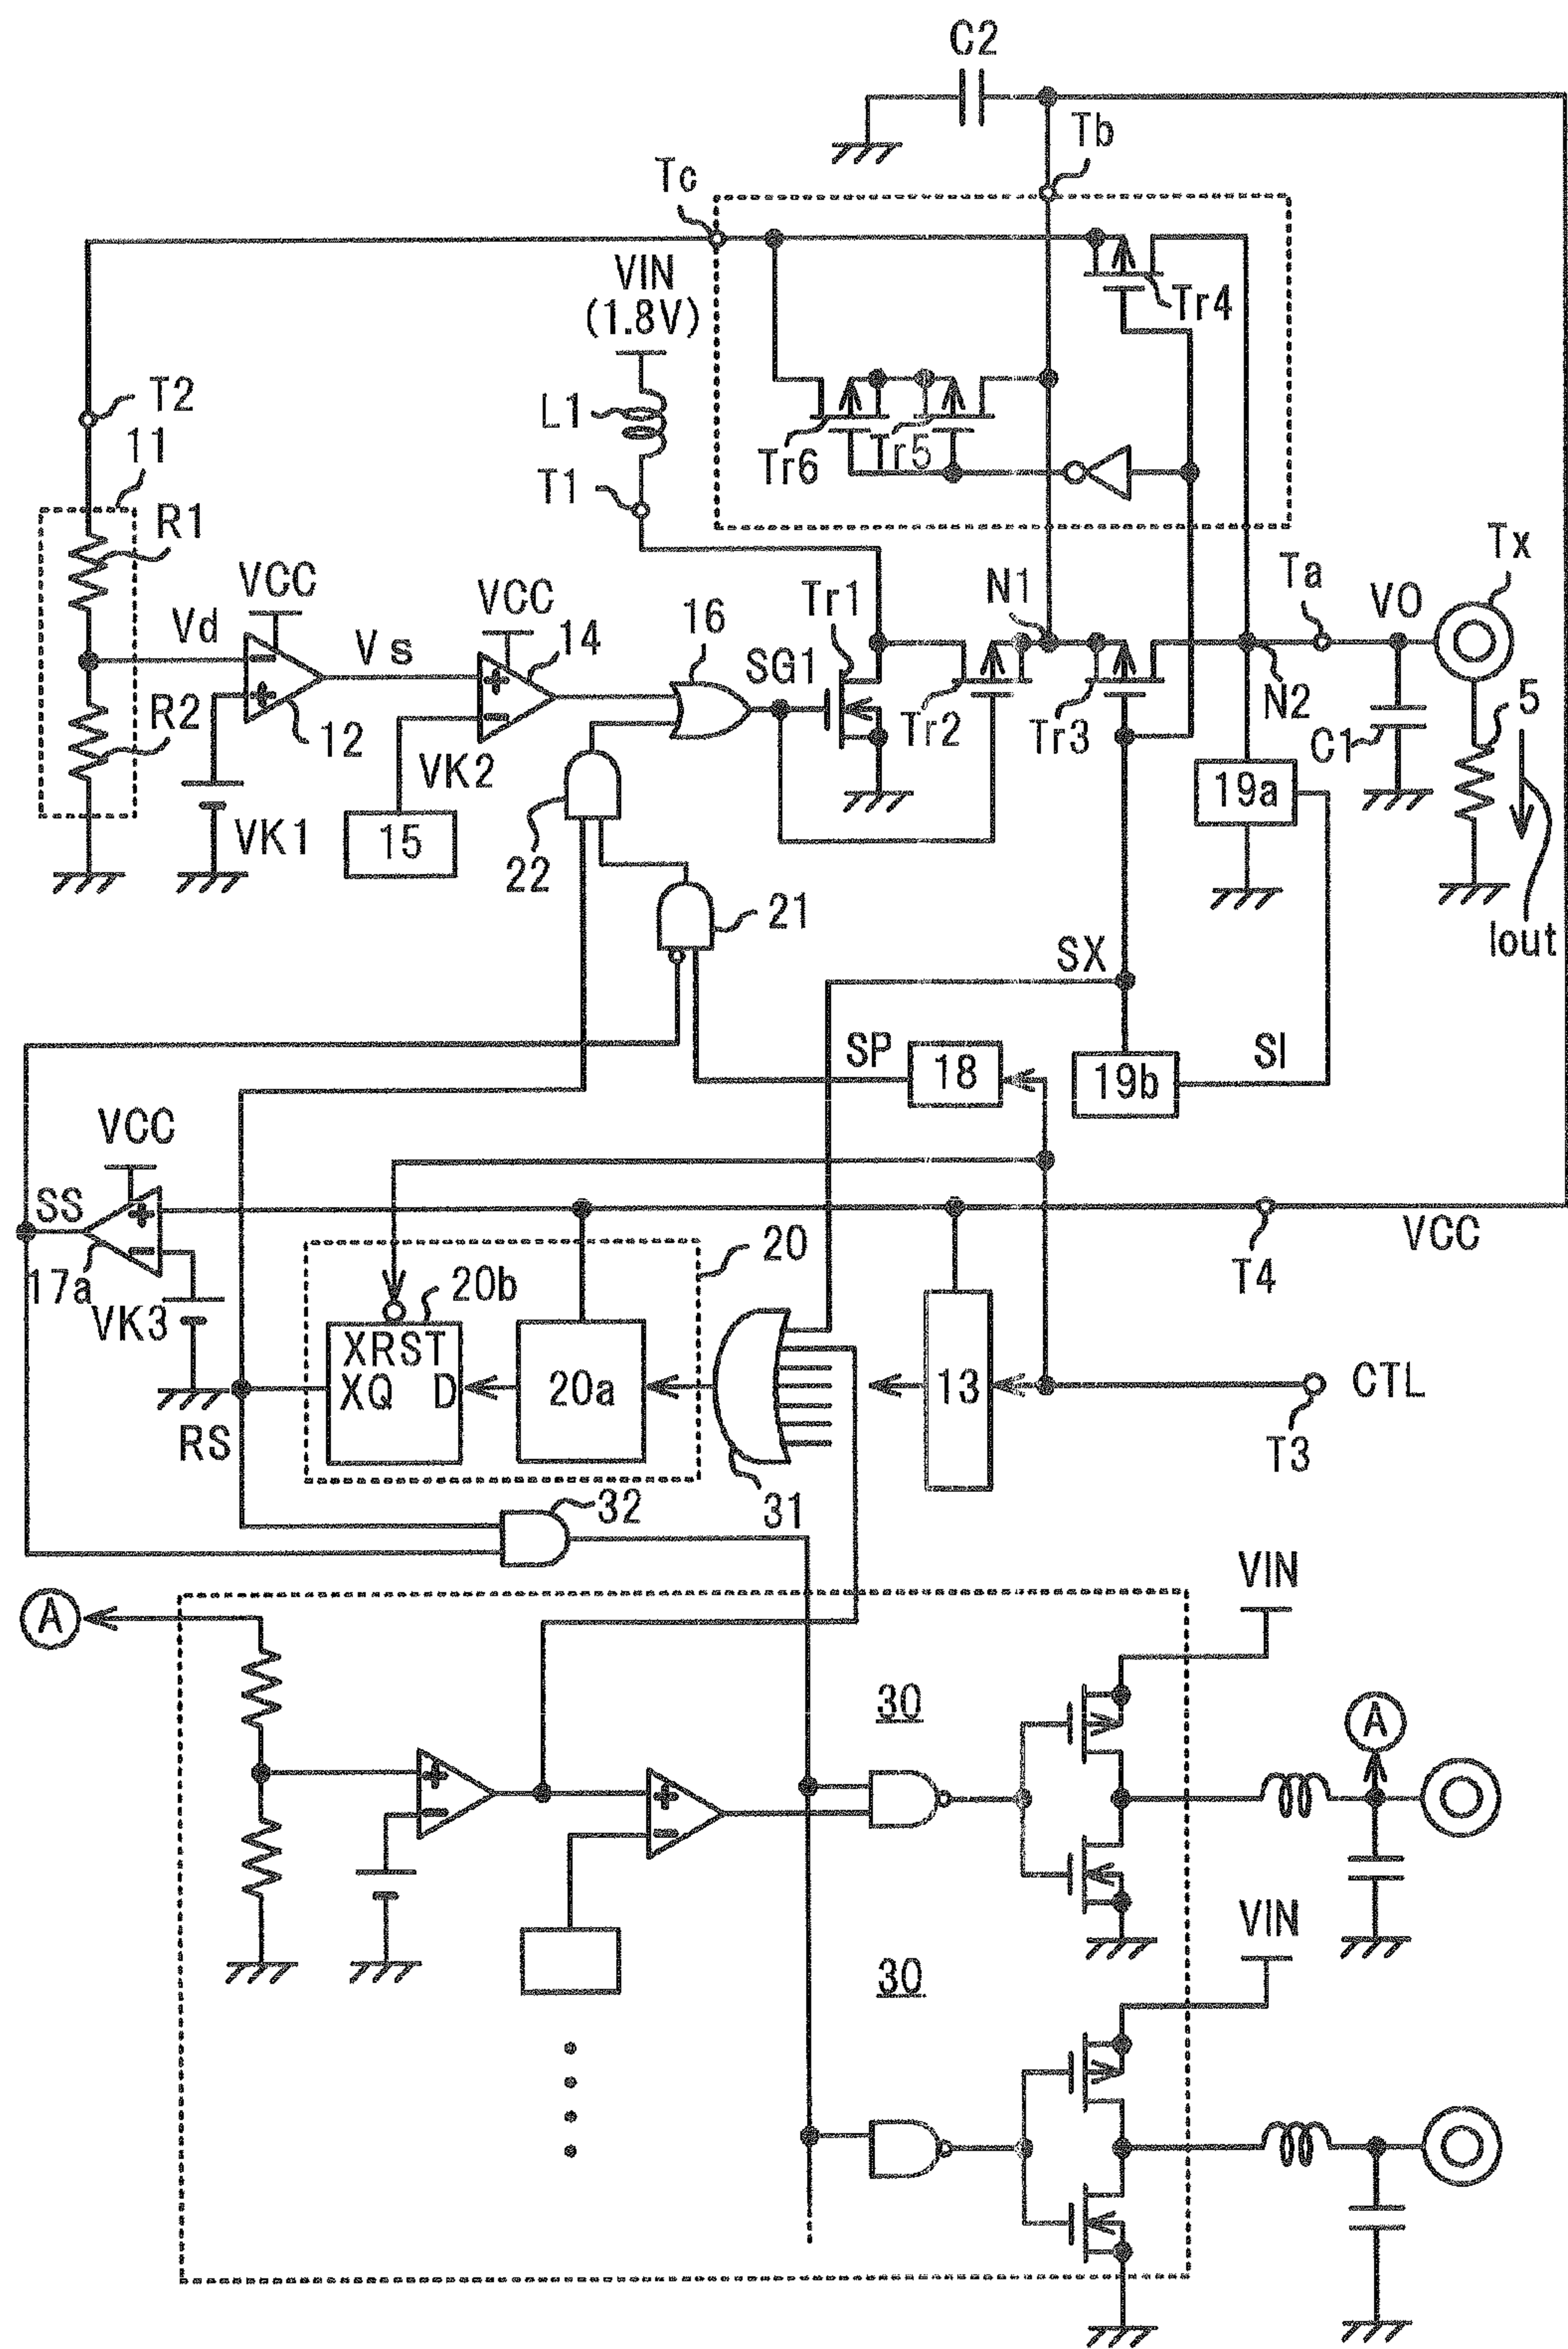 C2
Tb
Tc
VIN
(1.8V)
Tr4
T2
L1
11
Tr6
Tr5
T1
R1
Tx
Ta
VO
N1
Tr1
VCC
VCC
16
Vd
Vs
14
SG1
R2
12
Tr2
Tr3
N2
5
C1
VK2
19a
VK1
15
22
21
Iout
SX
SP
18
SI
19b
VCC
SS
VCC
20
T4
17a
20b
VK3
XRST
XQ
D
20a
13
CTL
RS
T3
31
32
VIN
A
30
A
VIN
30